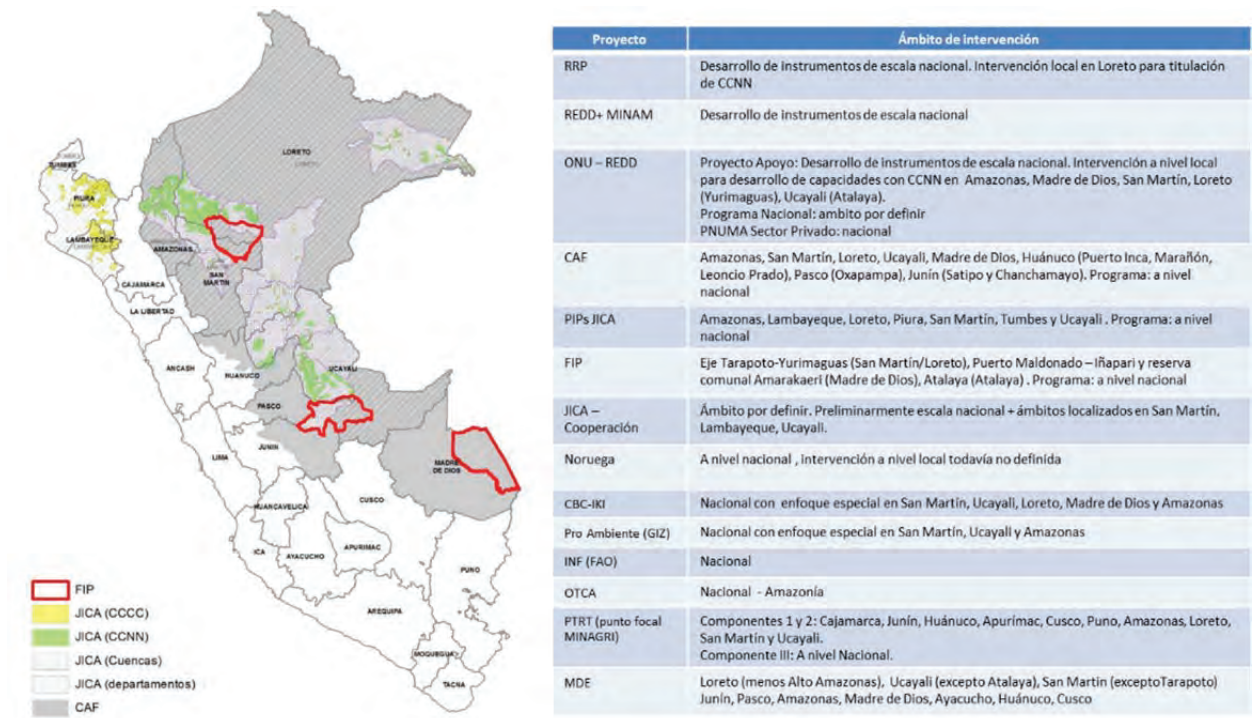 TUMBES
PIURA
LAMBAYEQUE
LORETO
AMAZONAS
SAN
MARTIN
CAJAMARCA
LA LIBERTAD
ANCASH
HUANUCO
UCAYALI
PASCO
JUNIN
LIMA
MADRE
DE DIOS
CUSCO
HUANCAVELICA
ICA
AYACUCHO
APURIMAC
PUNO
AREQUIPA
MOQUEGUA
TACNA
FIP
JICA (CCCC)
JICA (CCNN)
JICA (Cuencas)
JICA (departamentos)
CAF
Proyecto Ámbito de intervención
RRP Desarrollo de instrumentos de escala nacional. Intervención local en Loreto para titulación
de CCNN
REDD+ MINAM Desarrollo de instrumentos de escala nacional
ONU – REDD Proyecto Apoyo: Desarrollo de instrumentos de escala nacional. Intervención a nivel local
para desarrollo de capacidades con CCNN en Amazonas, Madre de Dios, San Martín, Loreto
(Yurimaguas), Ucayali (Atalaya).
Programa Nacional: ambito por definir
PNUMA Sector Privado: nacional
CAF Amazonas, San Martín, Loreto, Ucayali, Madre de Dios, Huánuco (Puerto Inca, Marañón,
Leoncio Prado), Pasco (Oxapampa), Junín (Satipo y Chanchamayo). Programa: a nivel
nacional
PIPs JICA Amazonas, Lambayeque, Loreto, Piura, San Martín, Tumbes y Ucayali . Programa: a nivel
nacional
FIP Eje Tarapoto-Yurimaguas (San Martín/Loreto), Puerto Maldonado – Iñapari y reserva
comunal Amarakaeri (Madre de Dios), Atalaya (Atalaya) . Programa: a nivel nacional
JICA – Ámbito por definir. Preliminarmente escala nacional + ámbitos localizados en San Martín,
Cooperación Lambayeque, Ucayali.
Noruega A nivel nacional , intervención a nivel local todavía no definida
CBC-IKI Nacional con enfoque especial en San Martín, Ucayali, Loreto, Madre de Dios y Amazonas
Pro Ambiente (GIZ) Nacional con enfoque especial en San Martín, Ucayali y Amazonas
INF (FAO) Nacional
OTCA Nacional - Amazonía
PTRT (punto focal Componentes 1 y 2: Cajamarca, Junín, Huánuco, Apurímac, Cusco, Puno, Amazonas, Loreto,
MINAGRI) San Martín y Ucayali.
Componente III: A nivel Nacional.
MDE Loreto (menos Alto Amazonas), Ucayali (excepto Atalaya), San Martin (exceptoTarapoto)
Junín, Pasco, Amazonas, Madre de Dios, Ayacucho, Huánuco, Cusco